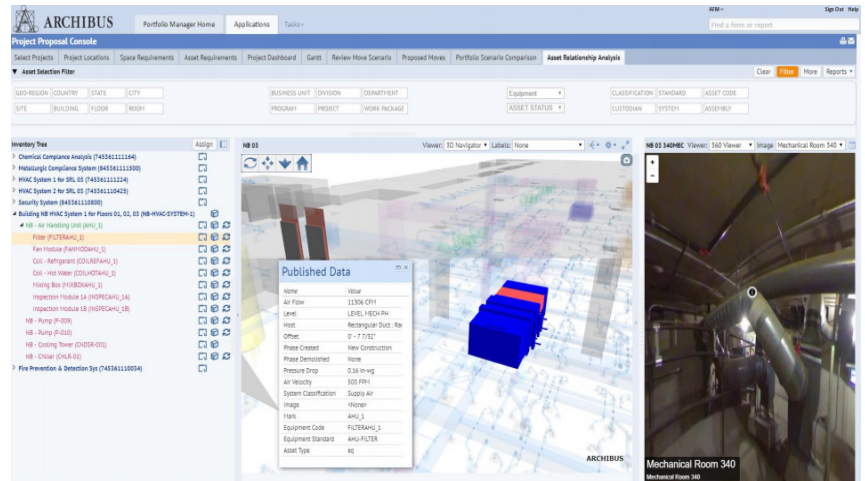 AFM
Sign Out Help
ARCHIBUS
Portfolio Manager Home Applications Tasks
Find a form or report
Project Proposal Console
Select Projects Project Locations Space Requirements Asset Requirements Project Dashboard Gantt Review Move Scenario Proposed Moves Portfolio Scenario Comparison Asset Relationship Analysis
Asset Selection Filter
Clear Filter More Reports
GEO-REGION COUNTRY STATE CITY BUSINESS UNIT DIVISION DEPARTMENT Equipment CLASSIFICATION STANDARD ASSET CODE
SITE BUILDING FLOOR ROOM PROGRAM PROJECT WORK PACKAGE ASSET STATUS CUSTODIAN SYSTEM ASSEMBLY
Inventory Tree Assign
Chemical Complance Analysis (745361111164)
Metallurgic Compliance System (645361111500)
HVAC System 1 for SRL 03 (745361111224)
HVAC System 2 for SRL 03 (745361110423)
Security System (645361110800)
Building NB HVAC System 1 for Floors 01, 02, 03 (NB-HVAC-SYSTEM-1)
NB - Air Handling Unit (AHU_1)
Filter (FILTERAHU_1)
Fan Module (FANMODAHU_1)
Coil - Refrigerant (COILREFAHU_1)
Coil - Hot Water (COILHOTAHU_1)
Mixing Box (MIXBOXAHU_1)
Inspection Module 1A (INSPECAHU_1A)
Inspection Module 1B (INSPECAHU_1B)
NB - Pump (P-009)
NB - Pump (P-010)
NB - Cooling Tower (CNDSR-001)
NB - Chiller (CHLR-01)
Fire Prevention & Detection Sys (745361110034)
NB 03 Viewer: 3D Navigator Labels: None
Published Data
Name Value
Air Flow 11306 CFM
Level LEVEL MECH PH
Host Rectangular Duct : Ra
Offset 0' - 7 7/32"
Phase Created New Construction
Phase Demolished None
Pressure Drop 0.16 in-wg
Air Velocity 500 FPM
System Classification Supply Air
Image <None>
Mark AHU_1
Equipment Code FILTERAHU_1
Equipment Standard AHU-FILTER
Asset Type eq
ARCHIBUS
NB 03 340MEC Viewer: 360 Viewer Image Mechanical Room 340
+
-
Mechanical Room 340
Mechanical Room 340